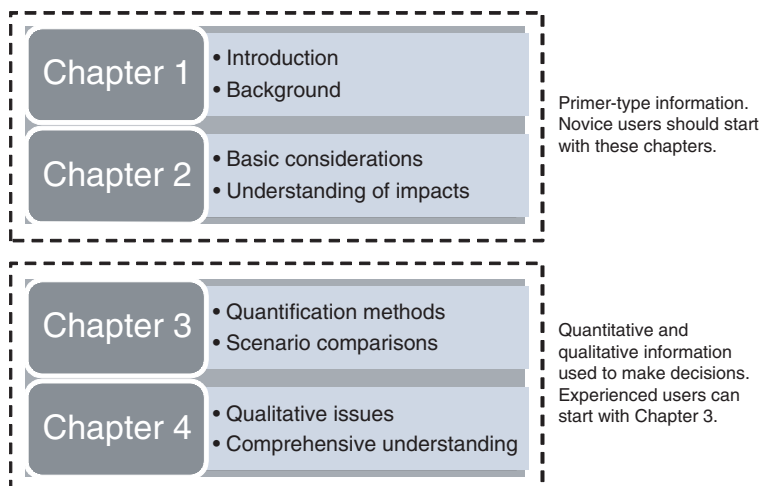 Chapter 1
• Introduction
• Background
Chapter 2
• Basic considerations
• Understanding of impacts
Primer-type information.
Novice users should start
with these chapters.
Chapter 3
• Quantification methods
• Scenario comparisons
Chapter 4
• Qualitative issues
• Comprehensive understanding
Quantitative and
qualitative information
used to make decisions.
Experienced users can
start with Chapter 3.